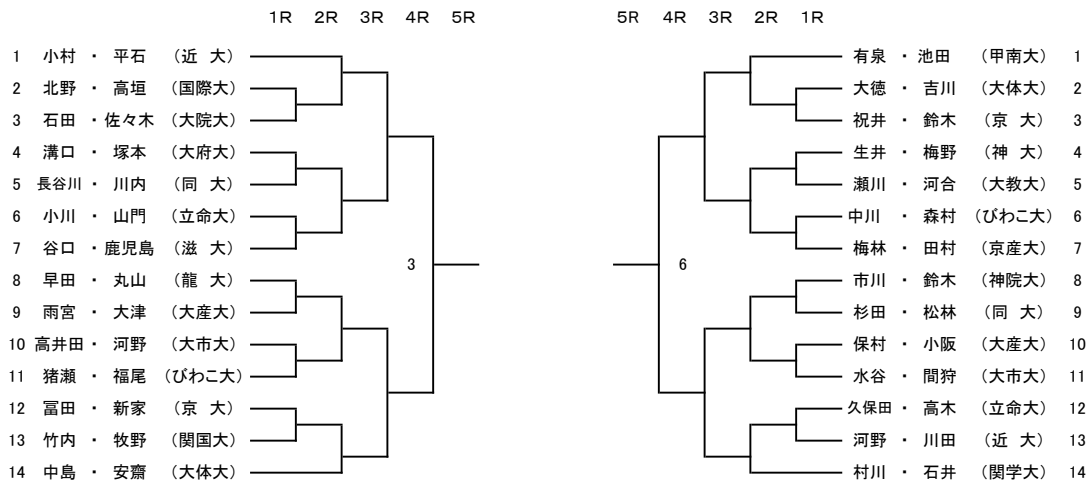 1R 2R 3R 4R 5R
5R 4R 3R 2R 1R
1 小村 ・ 平石 (近 大)
2 北野 ・ 高垣 (国際大)
3 石田 ・ 佐々木 (大院大)
4 溝口 ・ 塚本 (大府大)
5 長谷川 ・ 川内 (同 大)
6 小川 ・ 山門 (立命大)
7 谷口 ・ 鹿児島 (滋 大)
8 早田 ・ 丸山 (龍 大)
9 雨宮 ・ 大津 (大産大)
10 高井田 ・ 河野 (大市大)
11 猪瀬 ・ 福尾 (びわこ大)
12 冨田 ・ 新家 (京 大)
13 竹内 ・ 牧野 (関国大)
14 中島 ・ 安齋 (大体大)
3
6
有泉 ・ 池田 (甲南大) 1
大徳 ・ 吉川 (大体大) 2
祝井 ・ 鈴木 (京 大) 3
生井 ・ 梅野 (神 大) 4
瀬川 ・ 河合 (大教大) 5
中川 ・ 森村 (びわこ大) 6
梅林 ・ 田村 (京産大) 7
市川 ・ 鈴木 (神院大) 8
杉田 ・ 松林 (同 大) 9
保村 ・ 小阪 (大産大) 10
水谷 ・ 間狩 (大市大) 11
久保田 ・ 高木 (立命大) 12
河野 ・ 川田 (近 大) 13
村川 ・ 石井 (関学大) 14